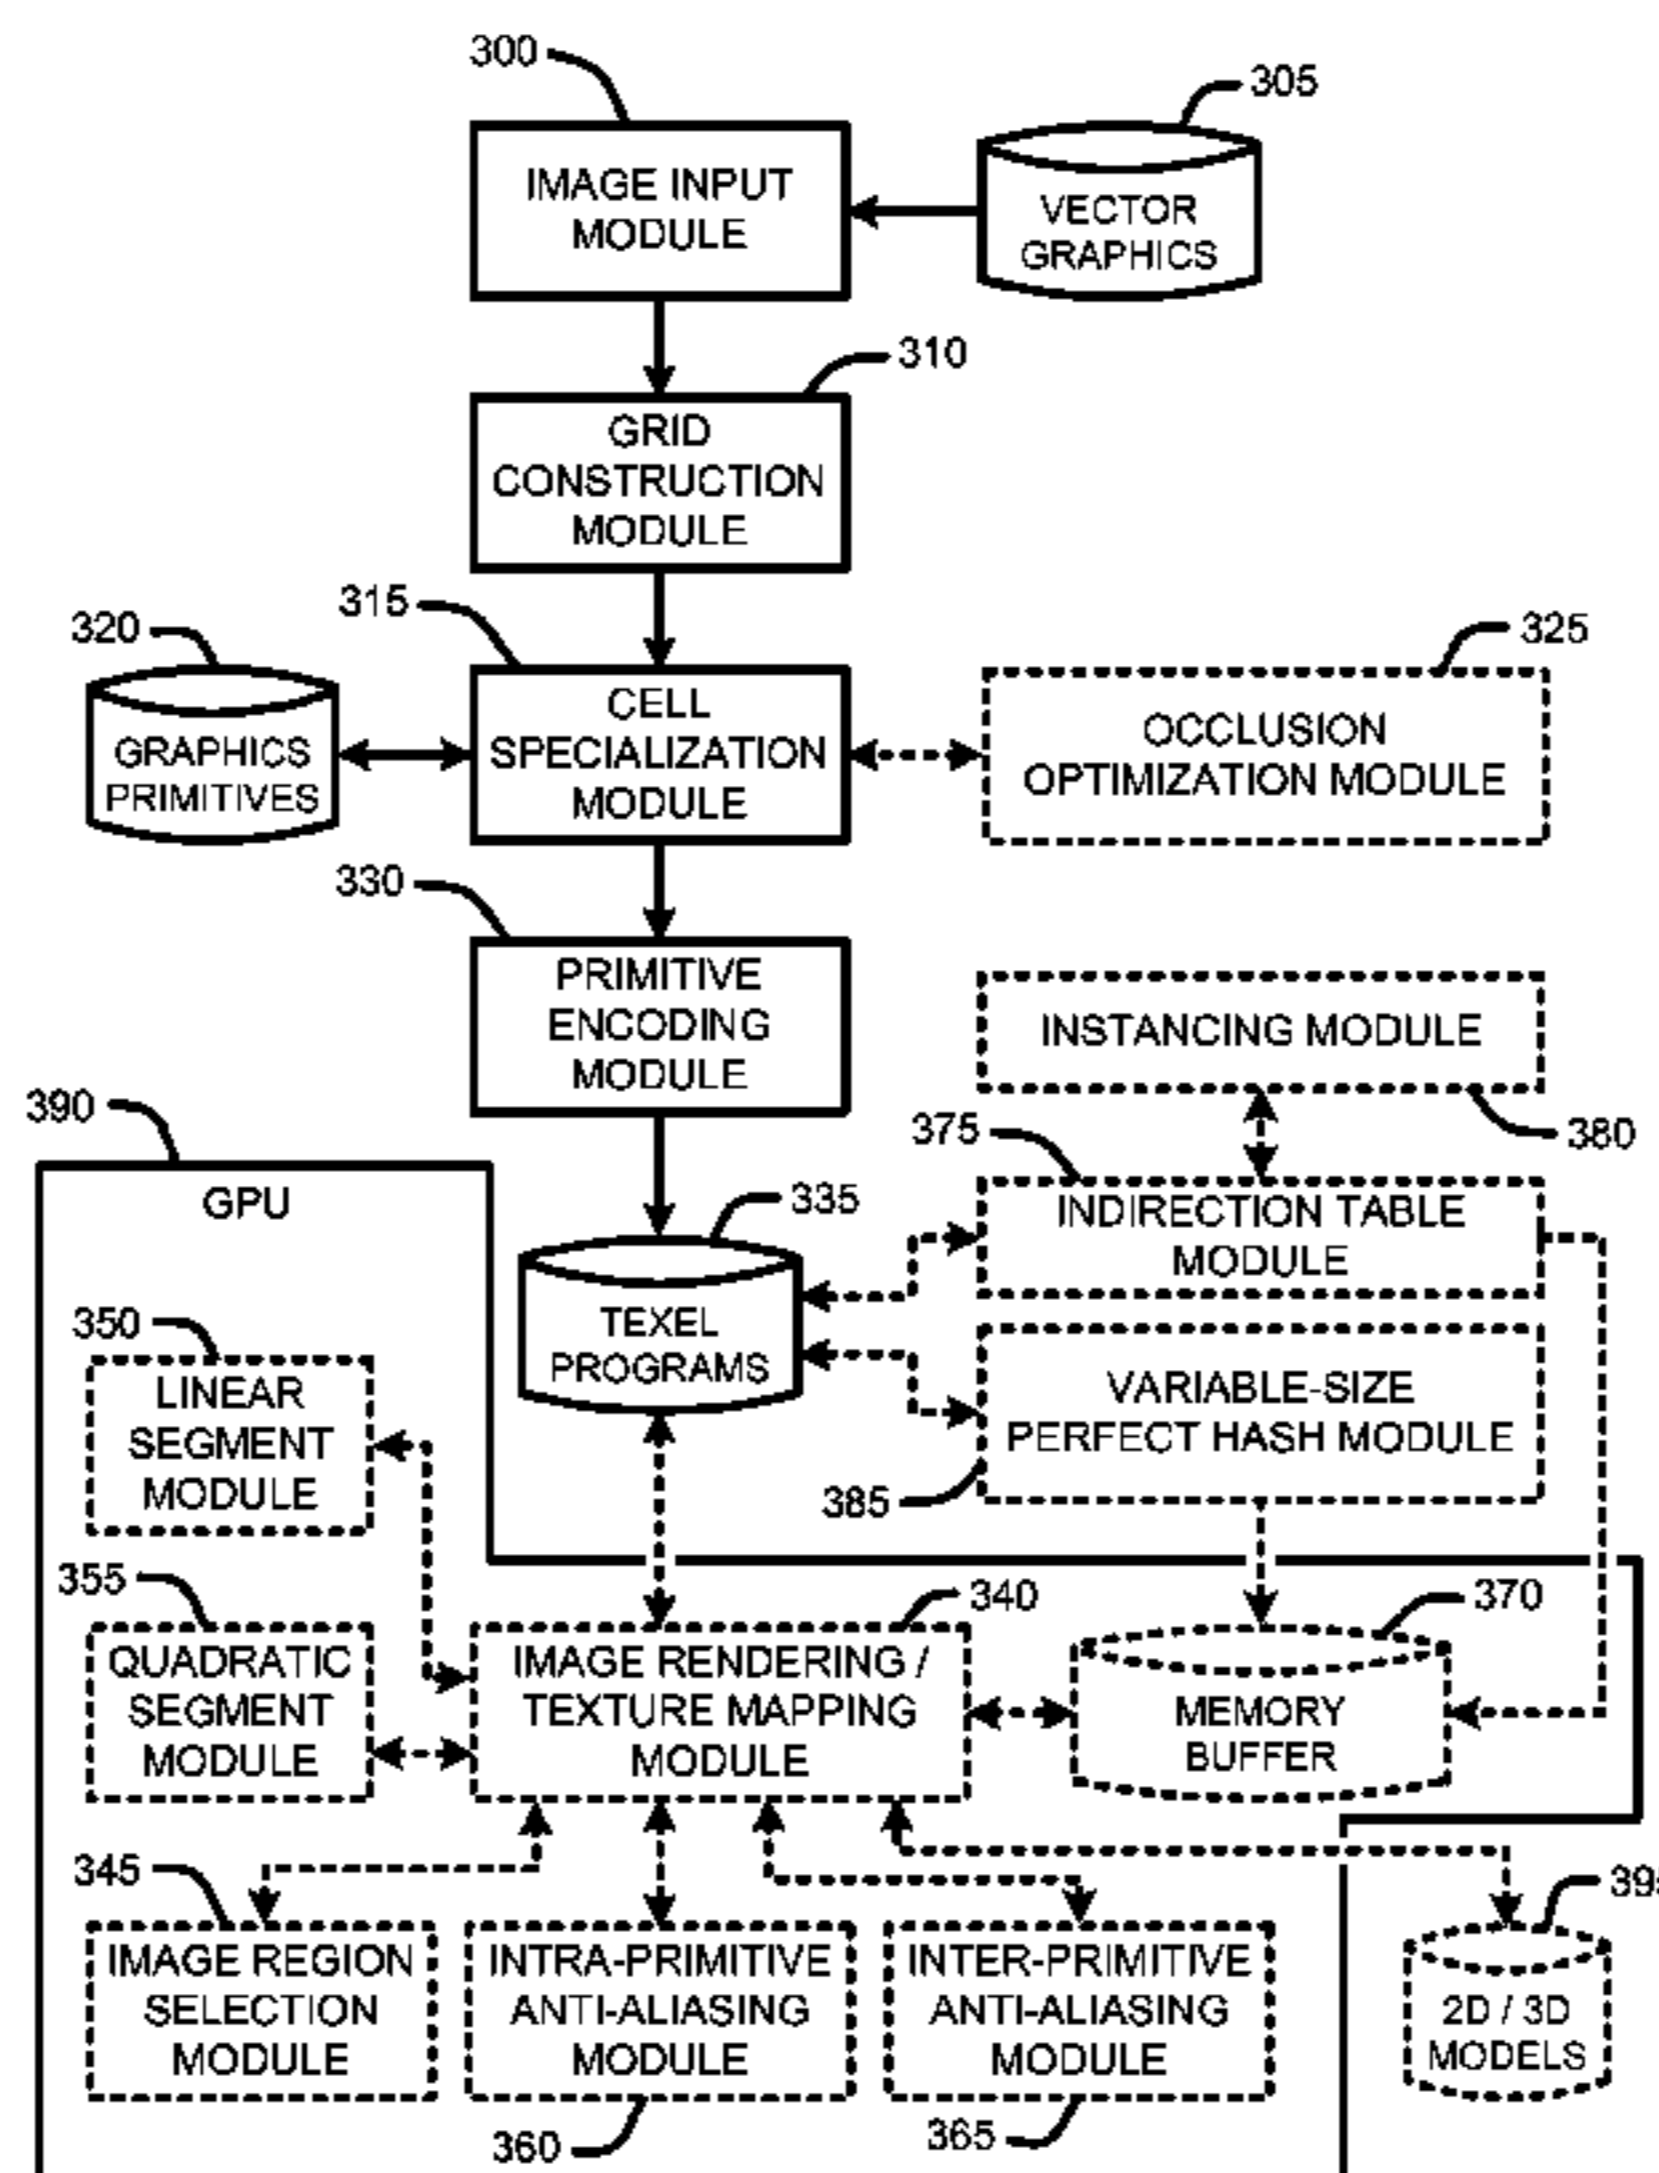 300
305
IMAGE INPUT
MODULE
VECTOR
GRAPHICS
310
GRID
CONSTRUCTION
MODULE
315
320
325
CELL
SPECIALIZATION
MODULE
GRAPHICS
PRIMITIVES
OCCLUSION
OPTIMIZATION MODULE
330
PRIMITIVE
ENCODING
MODULE
INSTANCING MODULE
390
375
380
GPU
335
INDIRECTION TABLE
MODULE
350
TEXEL
PROGRAMS
LINEAR
SEGMENT
MODULE
VARIABLE-SIZE
PERFECT HASH MODULE
385
355
340
370
QUADRATIC
SEGMENT
MODULE
IMAGE RENDERING /
TEXTURE MAPPING
MODULE
MEMORY
BUFFER
345
IMAGE REGION
SELECTION
MODULE
INTRA-PRIMITIVE
ANTI-ALIASING
MODULE
INTER-PRIMITIVE
ANTI-ALIASING
MODULE
2D / 3D
MODELS
360
365